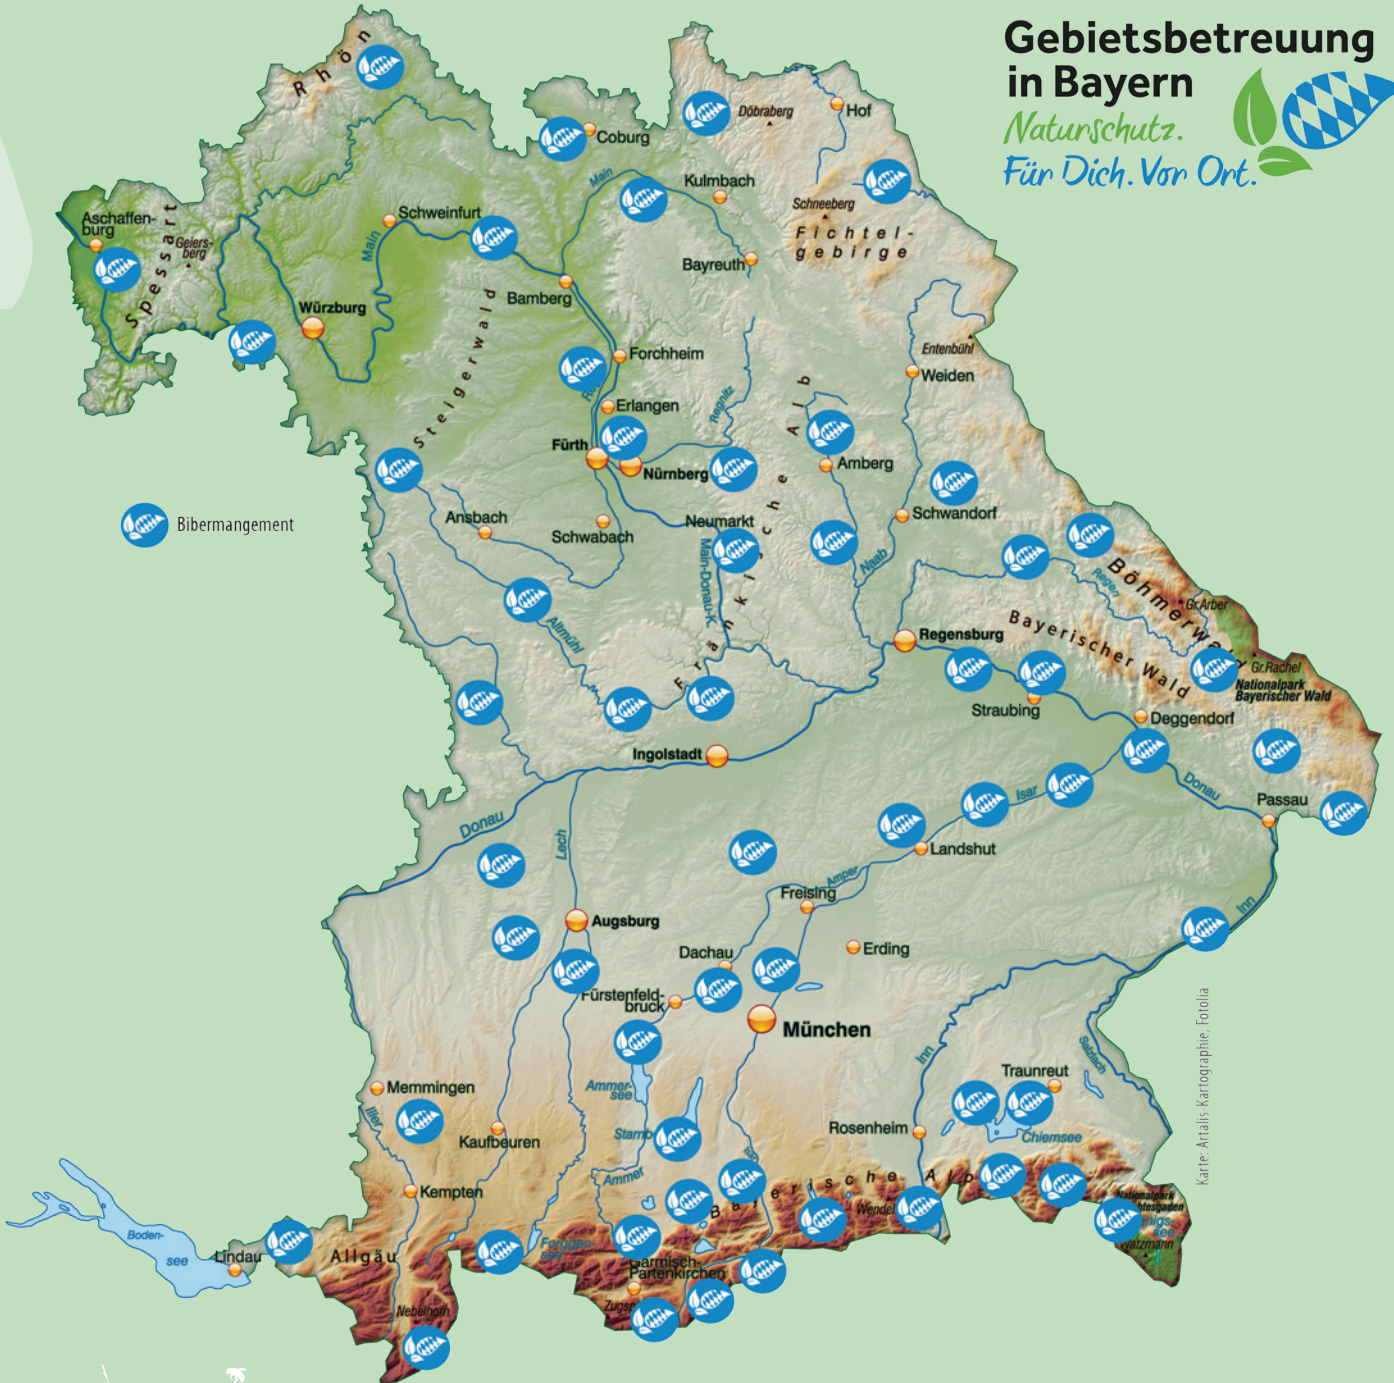 Gebietsbetreuung
in Bayern
Naturschutz.
Für Dich. Vor Ort.
Rhön
Döbraberg
Hof
Coburg
Main
Kulmbach
Schneeberg
Fichtel-
gebirge
Aschaffen-
burg
Geiers-
berg
Spessart
Schweinfurt
Main
Bayreuth
Bamberg
Würzburg
Steigerwald
Forchheim
Entenbühl
Weiden
Erlangen
Regnitz
Fränkische Alb
Fürth
Nürnberg
Amberg
Bibermangement
Ansbach
Schwabach
Neumarkt
Schwandorf
Main-Donau-K.
Naab
Regen
Böhmerwald
Gr.Arber
Altmühl
Regensburg
Bayerischer Wald
Gr.Rachel
Nationalpark
Bayerischer Wald
Straubing
Deggendorf
Ingolstadt
Donau
Isar
Donau
Passau
Lech
Landshut
Amper
Freising
Augsburg
Inn
Dachau
Erding
Fürstenfeld-
bruck
München
Karte: Artalis-Kartographie, Fotolia
Inn
Salzach
Traunreut
Memmingen
Ammer-
see
Iller
Kaufbeuren
Starnb
Rosenheim
Chiemsee
Ammer
Kempten
Bayerische Alp
Wendel
Nationalpark
htesgaden
nigs-
see
Watzmann
Boden-
see
Lindau
Allgäu
Forggen-
see
Garmisch-
Partenkirchen
Zugsp
Nebelhorn